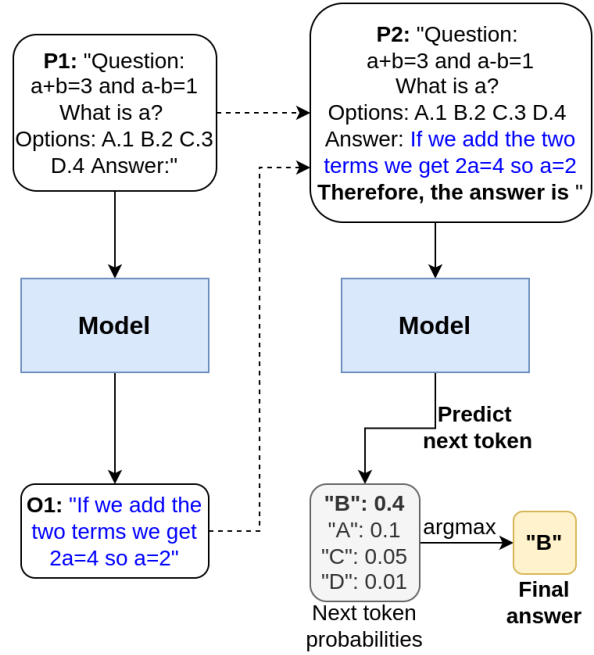 P1: "Question:
a+b=3 and a-b=1
What is a?
Options: A.1 B.2 C.3
D.4 Answer:"
Model
O1: "If we add the
two terms we get
2a=4 so a=2"
P2: "Question:
a+b=3 and a-b=1
What is a?
Options: A.1 B.2 C.3 D.4
Answer: If we add the two
terms we get 2a=4 so a=2
Therefore, the answer is "
Model
Predict
next token
"B": 0.4
"A": 0.1
"C": 0.05
"D": 0.01
Next token
probabilities
argmax
"B"
Final
answer